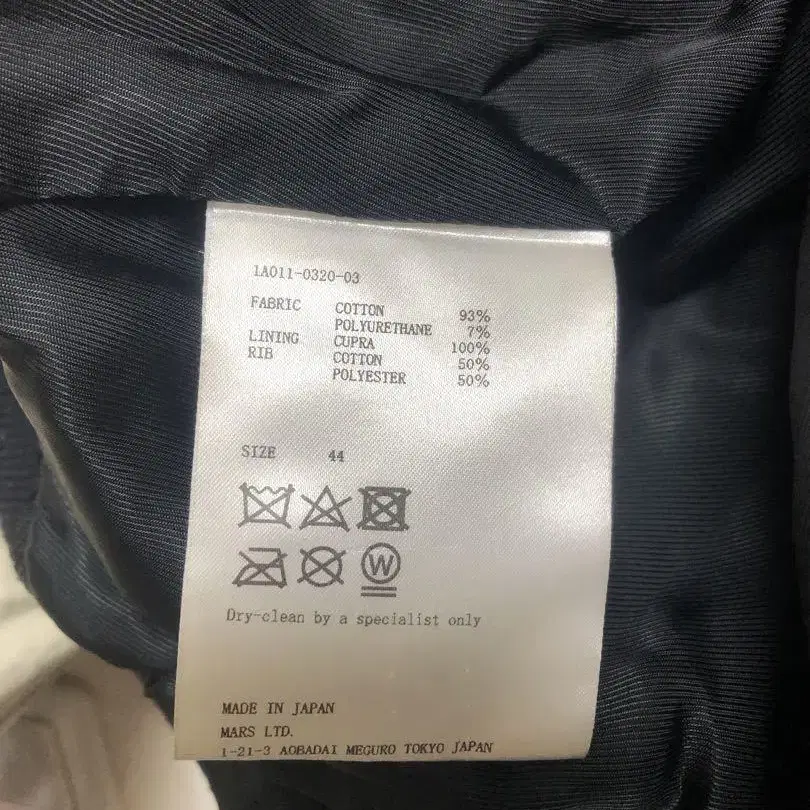 1A011-0320-03
FABRIC COTTON 93%
POLYURETHANE 7%
LINING CUPRA 100%
RIB COTTON 50%
POLYESTER 50%
SIZE 44
W
Dry-clean by a specialist only
MADE IN JAPAN
MARS LTD.
1-21-3 AOBADAI MEGURO TOKYO JAPAN